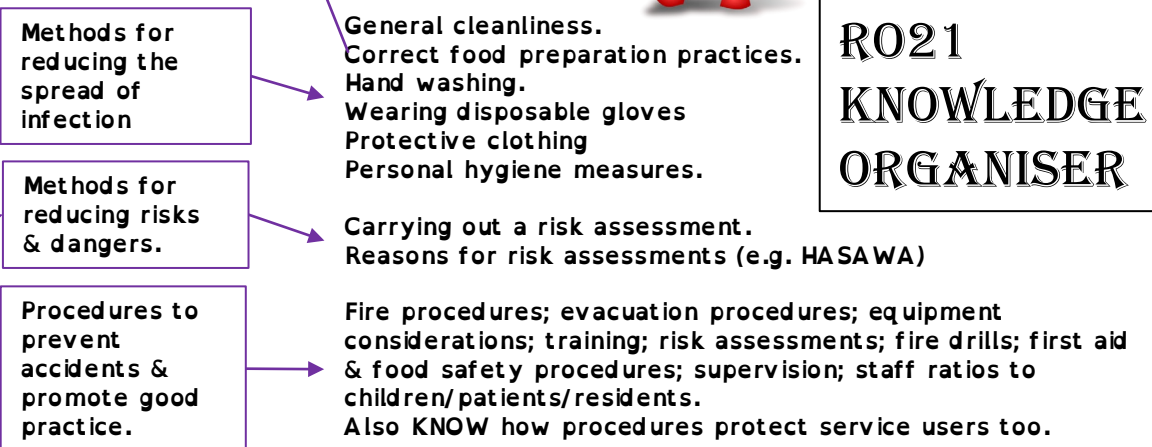 Methods for
reducing the
spread of
infection
General cleanliness.
Correct food preparation practices.
Hand washing.
Wearing disposable gloves
Protective clothing
Personal hygiene measures.
RO21
KNOWLEDGE
ORGANISER
Methods for
reducing risks
& dangers.
Carrying out a risk assessment.
Reasons for risk assessments (e.g. HASAWA)
Procedures to
prevent
accidents &
promote good
practice.
Fire procedures; evacuation procedures; equipment
considerations; training; risk assessments; fire drills; first aid
& food safety procedures; supervision; staff ratios to
children/patients/residents.
Also KNOW how procedures protect service users too.